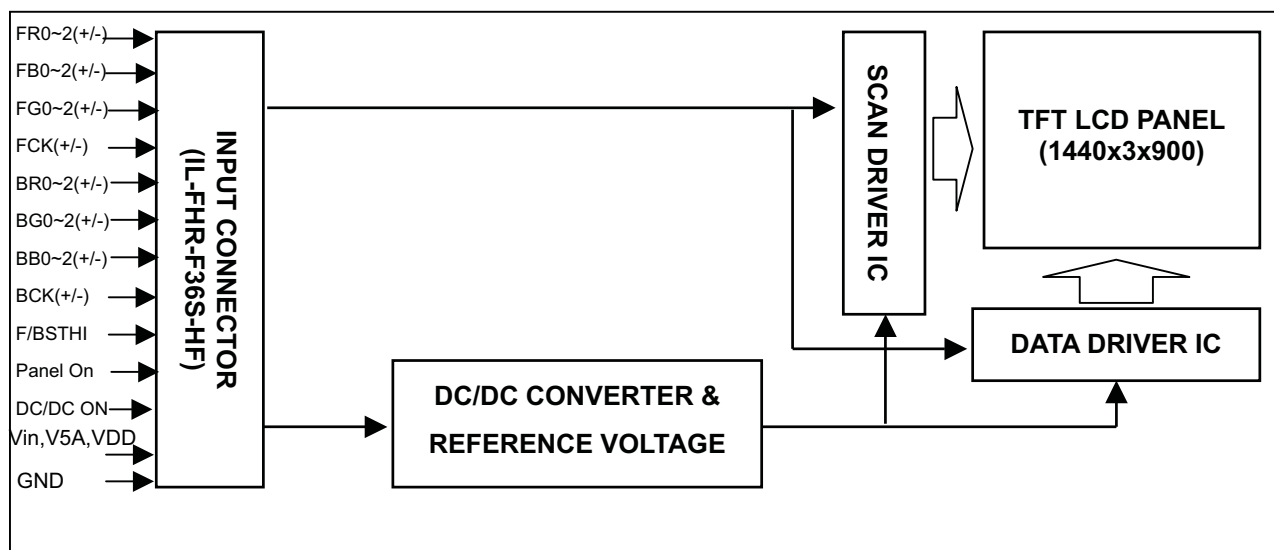 FR0~2(+/-)
FB0~2(+/-)
FG0~2(+/-)
FCK(+/-)
BR0~2(+/-)
BG0~2(+/-)
BB0~2(+/-)
BCK(+/-)
F/BSTHI
Panel On
DC/DC ON
Vin,V5A,VDD
GND
INPUT CONNECTOR
(IL-FHR-F36S-HF)
DC/DC CONVERTER &
REFERENCE VOLTAGE
SCAN DRIVER IC
TFT LCD PANEL
(1440x3x900)
DATA DRIVER IC